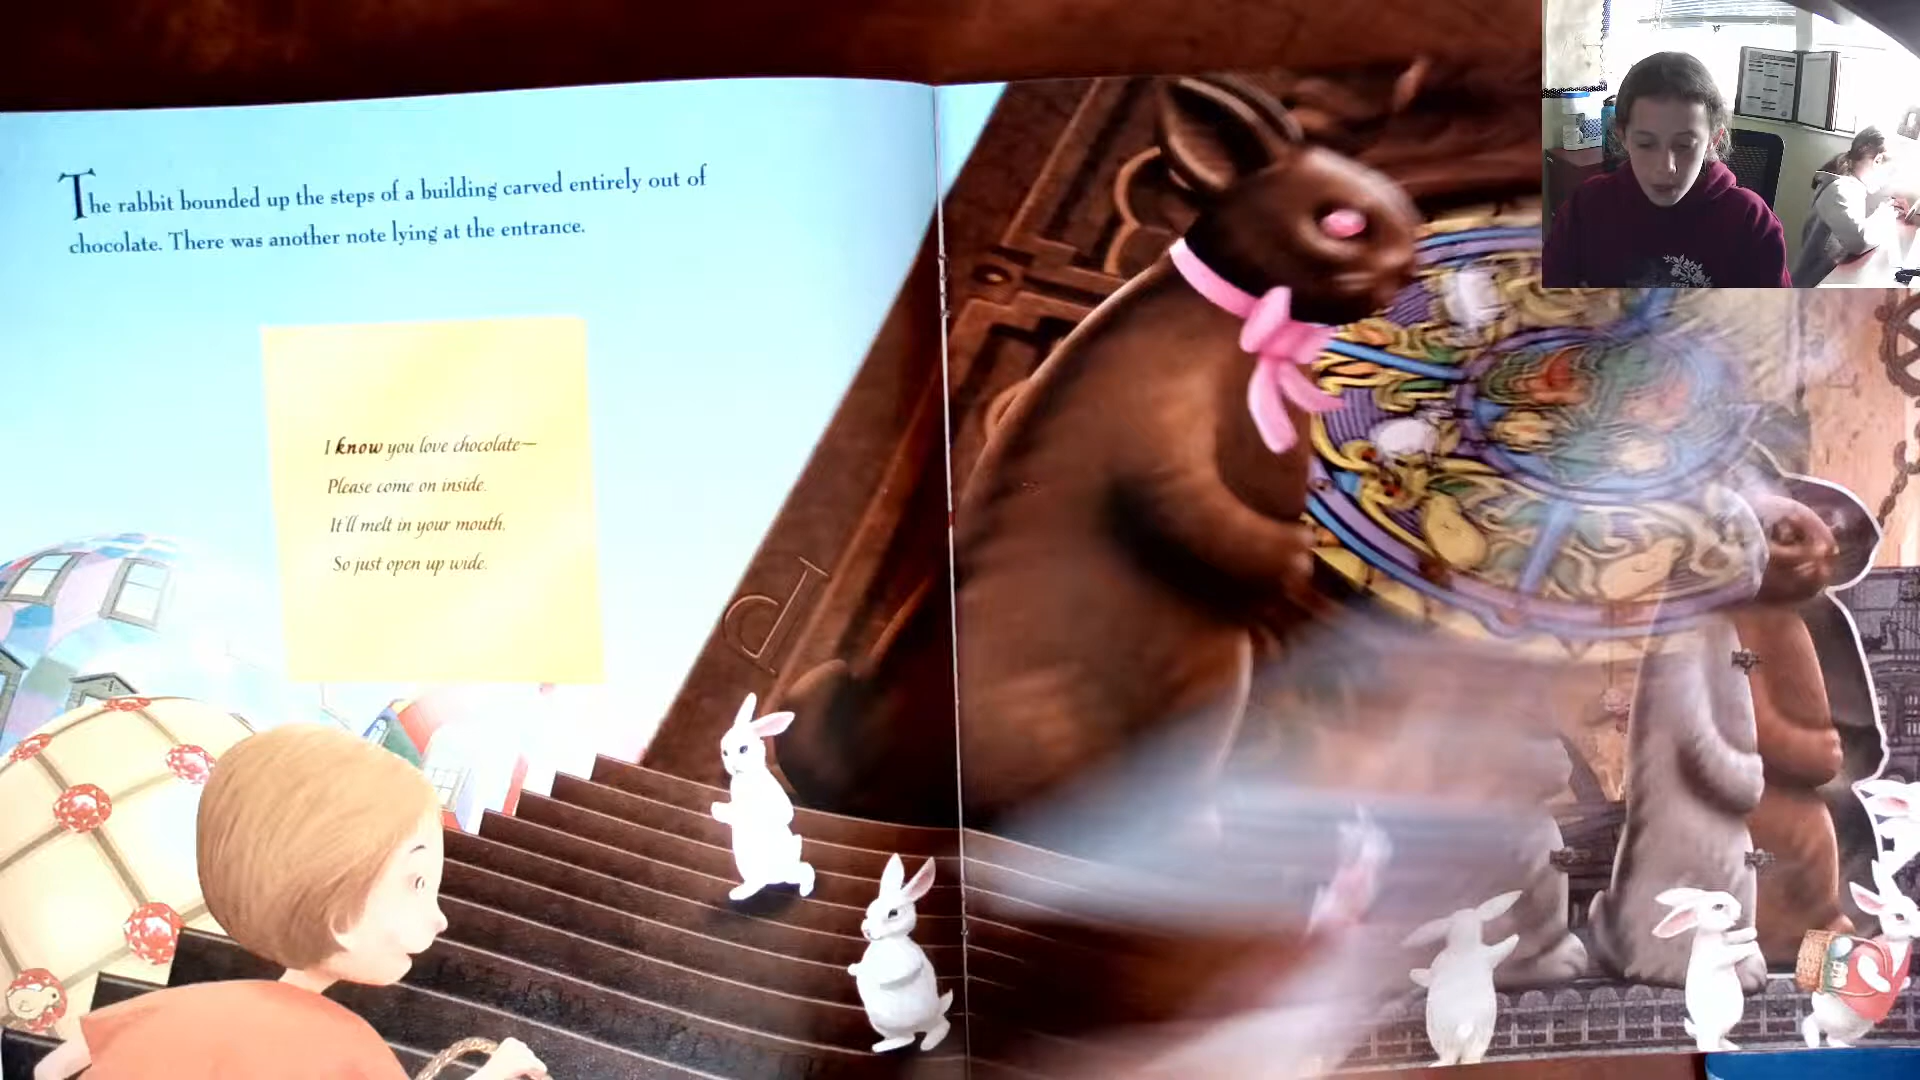 The rabbit bounded up the steps of a building carved entirely out of
chocolate. There was another note lying at the entrance.
I know you love chocolate—
Please come on inside.
It'll melt in your mouth.
So just open up wide.
d